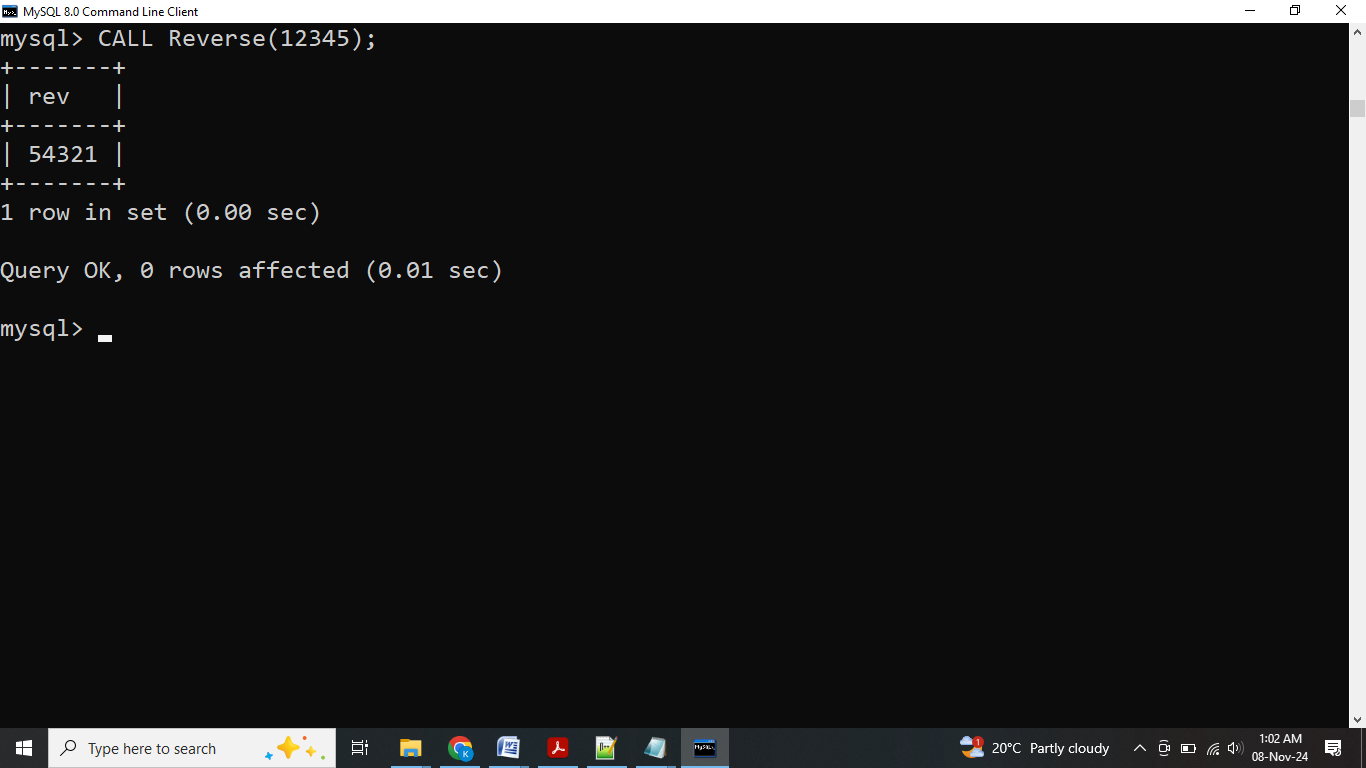 MySQL 8.0 Command Line Client
mysql> CALL Reverse(12345);
+-------+
| rev   |
+-------+
| 54321 |
+-------+
1 row in set (0.00 sec)
Query OK, 0 rows affected (0.01 sec)
mysql>
Type here to search
1
20°C Partly cloudy
1:02 AM
08-Nov-24